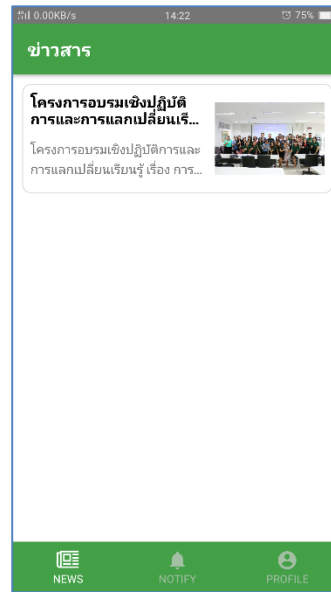 0.00KB/s 14:22 75%
ข่าวสาร
โครงการอบรมเชิงปฏิบัติ
การและการแลกเปลี่ยนเรี...
โครงการอบรมเชิงปฏิบัติการและ
การแลกเปลี่ยนเรียนรู้ เรื่อง การ...
NEWS NOTIFY PROFILE